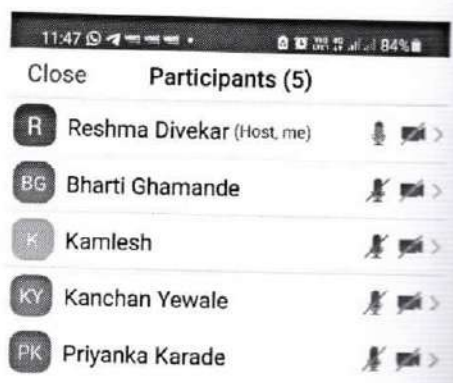 11:47 84%
Close Participants (5)
R Reshma Divekar (Host, me)
BG Bharti Ghamande
K Kamlesh
KY Kanchan Yewale
PK Priyanka Karade